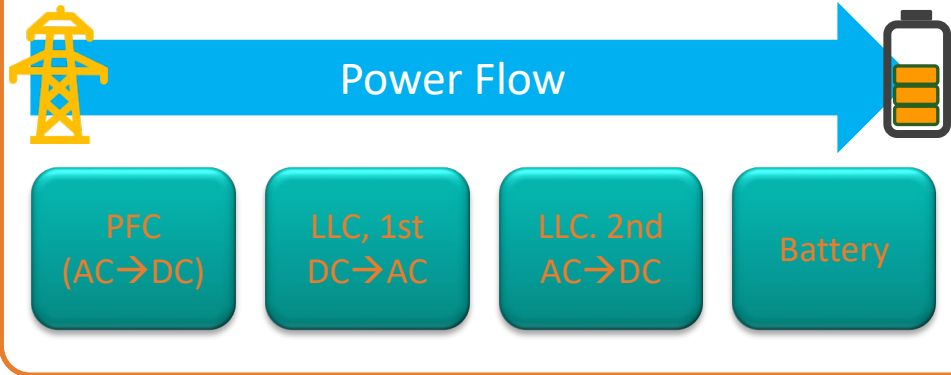 Power Flow
PFC
(AC→DC)
LLC, 1st
DC→AC
LLC. 2nd
AC→DC
Battery